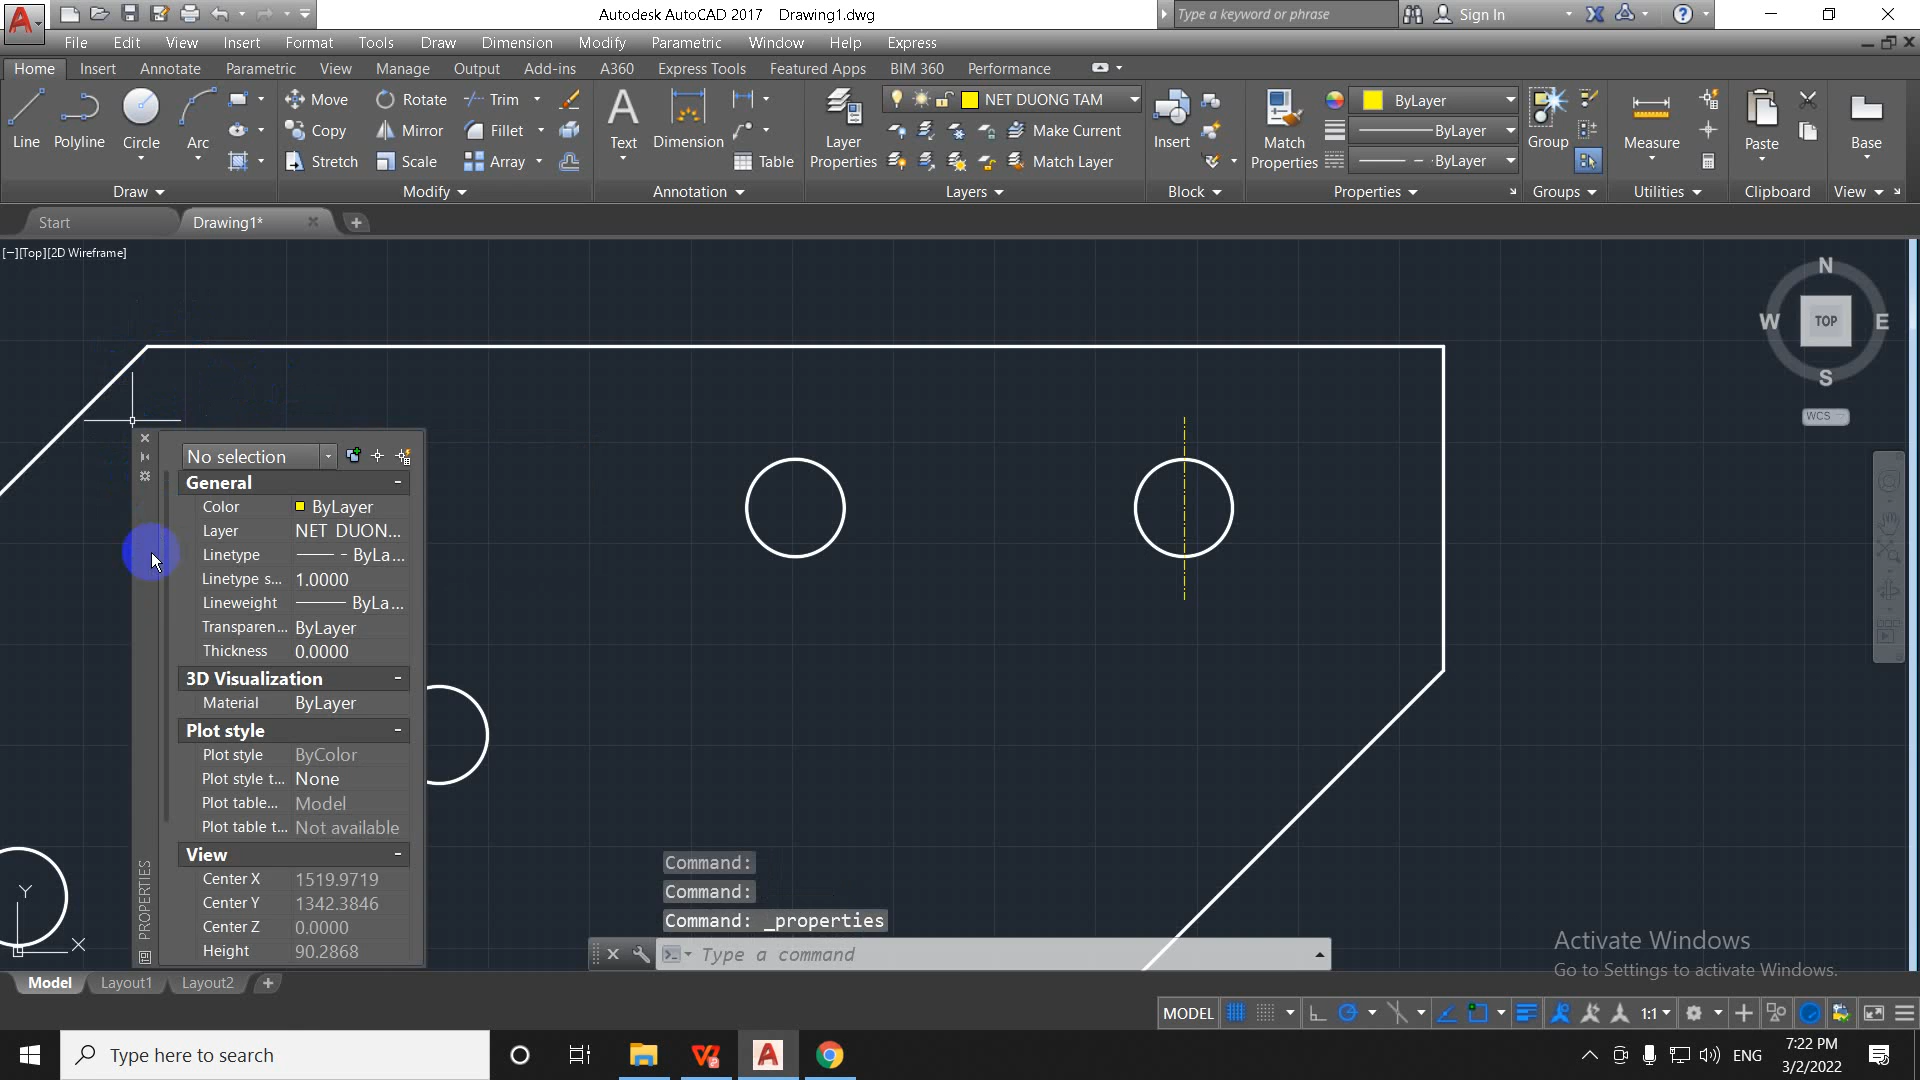 Autodesk AutoCAD 2017 Drawing1.dwg
Type a keyword or phrase
Sign In
File Edit View Insert Format Tools Draw Dimension Modify Parametric Window Help Express
Home Insert Annotate Parametric View Manage Output Add-ins A360 Express Tools Featured Apps BIM 360 Performance
Line Polyline Circle Arc
Move Rotate Trim
Copy Mirror Fillet
Stretch Scale Array
Text Dimension Table
Layer Properties
NET DUONG TAM
Make Current
Match Layer
Insert
Match Properties
ByLayer
ByLayer
ByLayer
Group
Measure
Paste
Base
Draw Modify Annotation Layers Block Properties Groups Utilities Clipboard View
Start Drawing1*
[−][Top][2D Wireframe]
N
W TOP E
S
WCS
No selection
General
Color ByLayer
Layer NET DUON...
Linetype ByLa...
Linetype s... 1.0000
Lineweight ByLa...
Transparen... ByLayer
Thickness 0.0000
3D Visualization
Material ByLayer
Plot style
Plot style ByColor
Plot style t... None
Plot table... Model
Plot table t... Not available
View
Center X 1519.9719
Center Y 1342.3846
Center Z 0.0000
Height 90.2868
PROPERTIES
Y
X
Command:
Command:
Command: _properties
Type a command
Activate Windows
Go to Settings to activate Windows.
Model Layout1 Layout2
MODEL 1:1
Type here to search
ENG
7:22 PM
3/2/2022